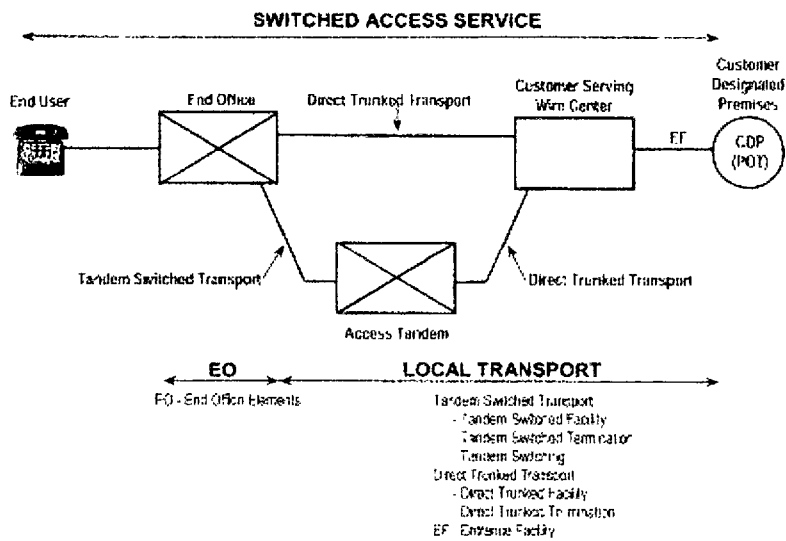 SWITCHED ACCESS SERVICE
End User
End Office
Direct Trunked Transport
Customer Serving
Wire Center
Customer
Designated
Premises
EF
CDP
(POT)
Tandem Switched Transport
Direct Trunked Transport
Access Tandem
EO
LOCAL TRANSPORT
EO - End Office Elements
Tandem Switched Transport
- Tandem Switched Facility
Tandem Switched Termination
Tandem Switching
Direct Trunked Transport
- Direct Trunked Facility
Direct Trunked Termination
EF - Entrance Facility